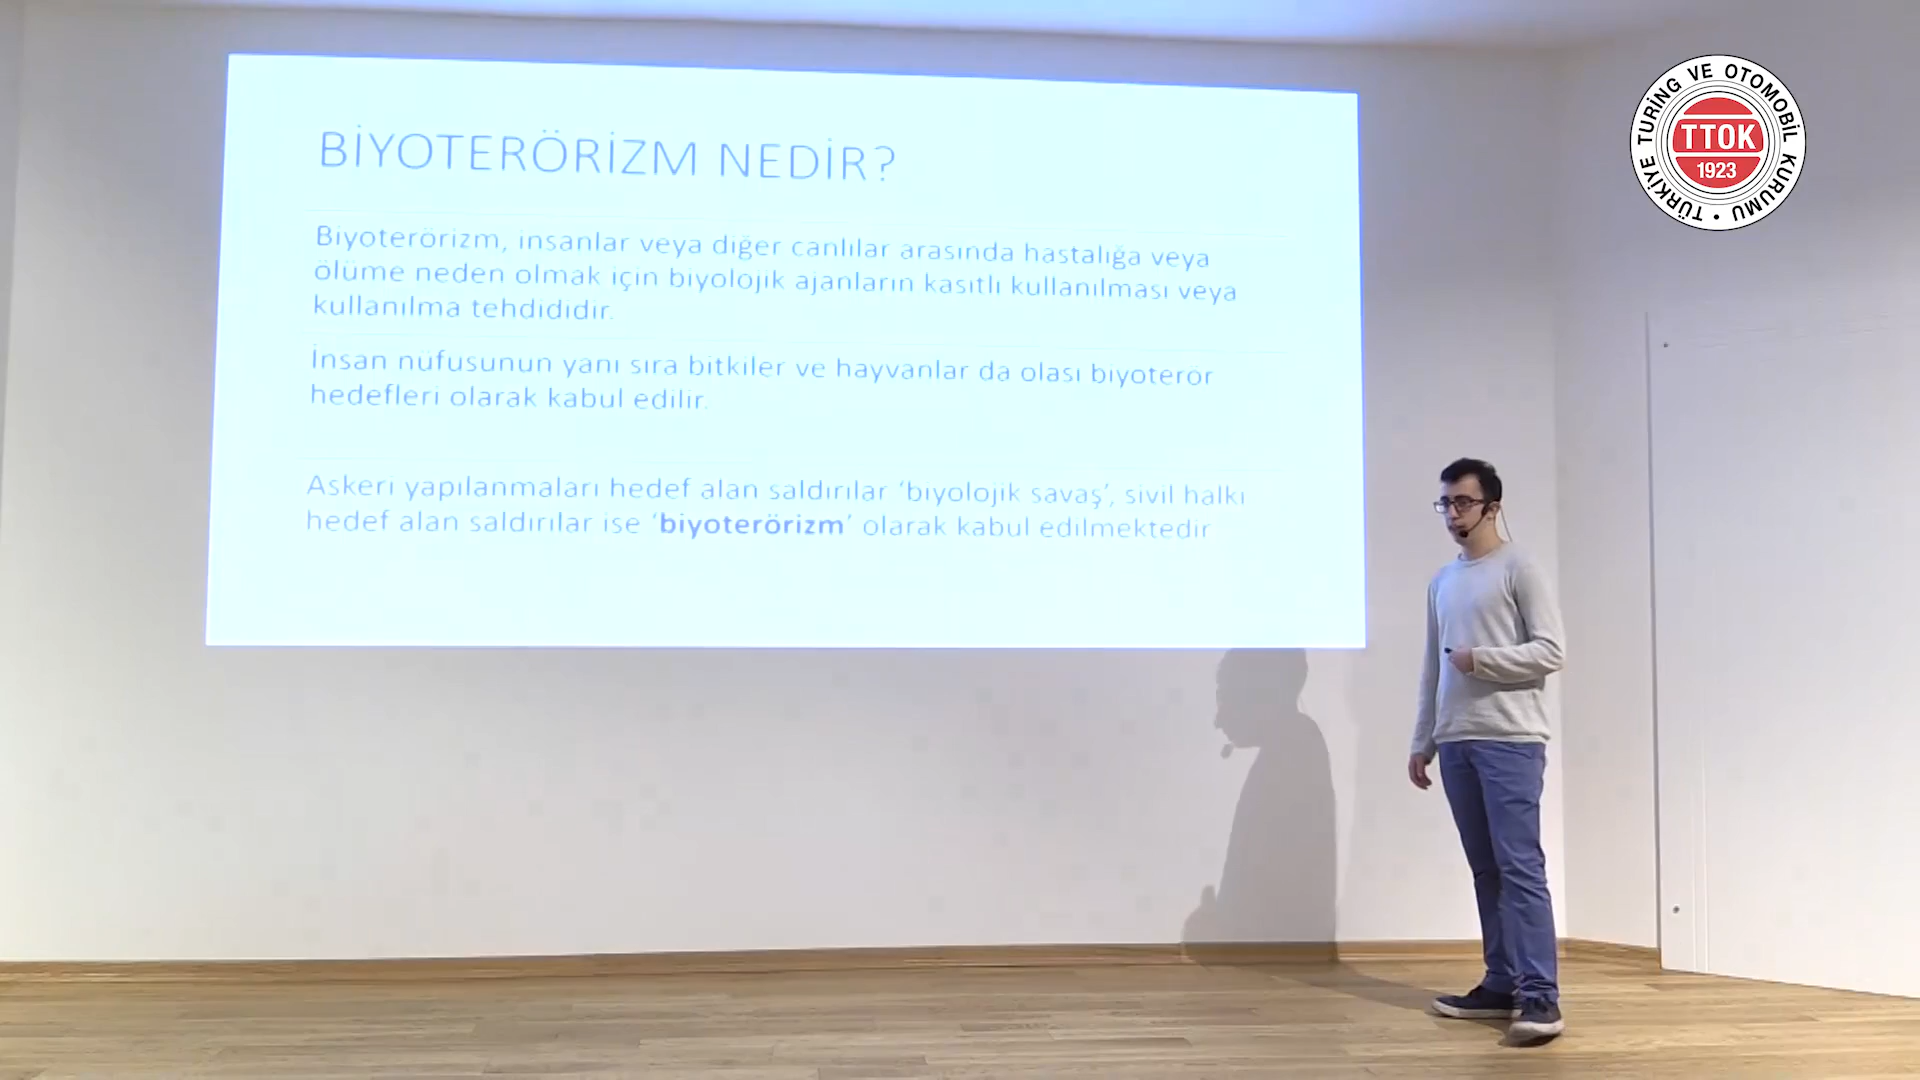 BİYOTERÖRİZM NEDİR?
Biyoterörizm, insanlar veya diğer canlılar arasında hastalığa veya
ölüme neden olmak için biyolojik ajanların kasıtlı kullanılması veya
kullanılma tehdididir.
İnsan nüfusunun yanı sıra bitkiler ve hayvanlar da olası biyoterör
hedefleri olarak kabul edilir.
Askeri yapılanmaları hedef alan saldırılar ‘biyolojik savaş’, sivil halkı
hedef alan saldırılar ise ‘biyoterörizm’ olarak kabul edilmektedir
TÜRKİYE TURİNG VE OTOMOBİL KURUMU •
TTOK
1923